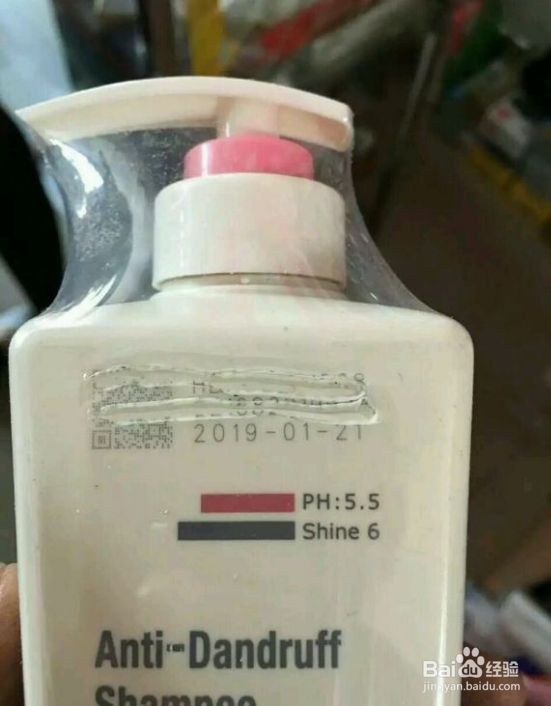 2019-01-21
PH:5.5
Shine 6
Anti-Dandruff
Shampoo
Baidu经验
jingyan.baidu.com